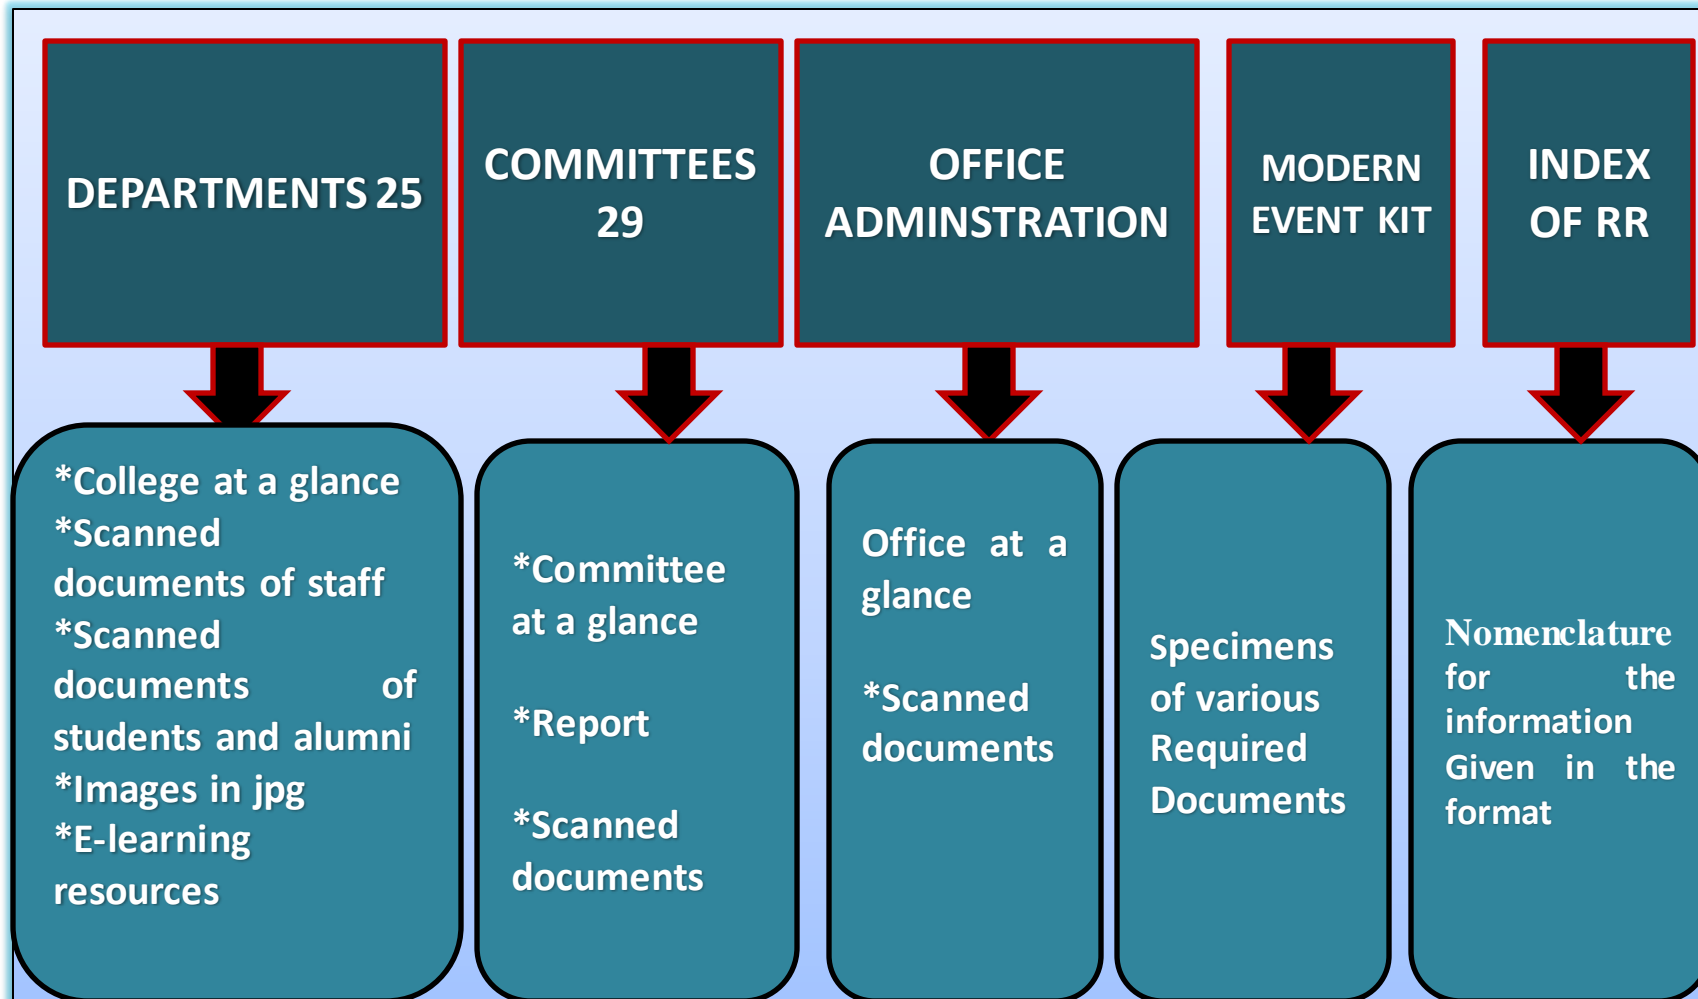 DEPARTMENTS 25
COMMITTEES
29
OFFICE
ADMINSTRATION
MODERN
EVENT KIT
INDEX
OF RR
*College at a glance
*Scanned
documents of staff
*Scanned
documents of
students and alumni
*Images in jpg
*E-learning
resources
*Committee
at a glance
*Report
*Scanned
documents
Office at a
glance
*Scanned
documents
Specimens
of various
Required
Documents
Nomenclature
for the
information
Given in the
format